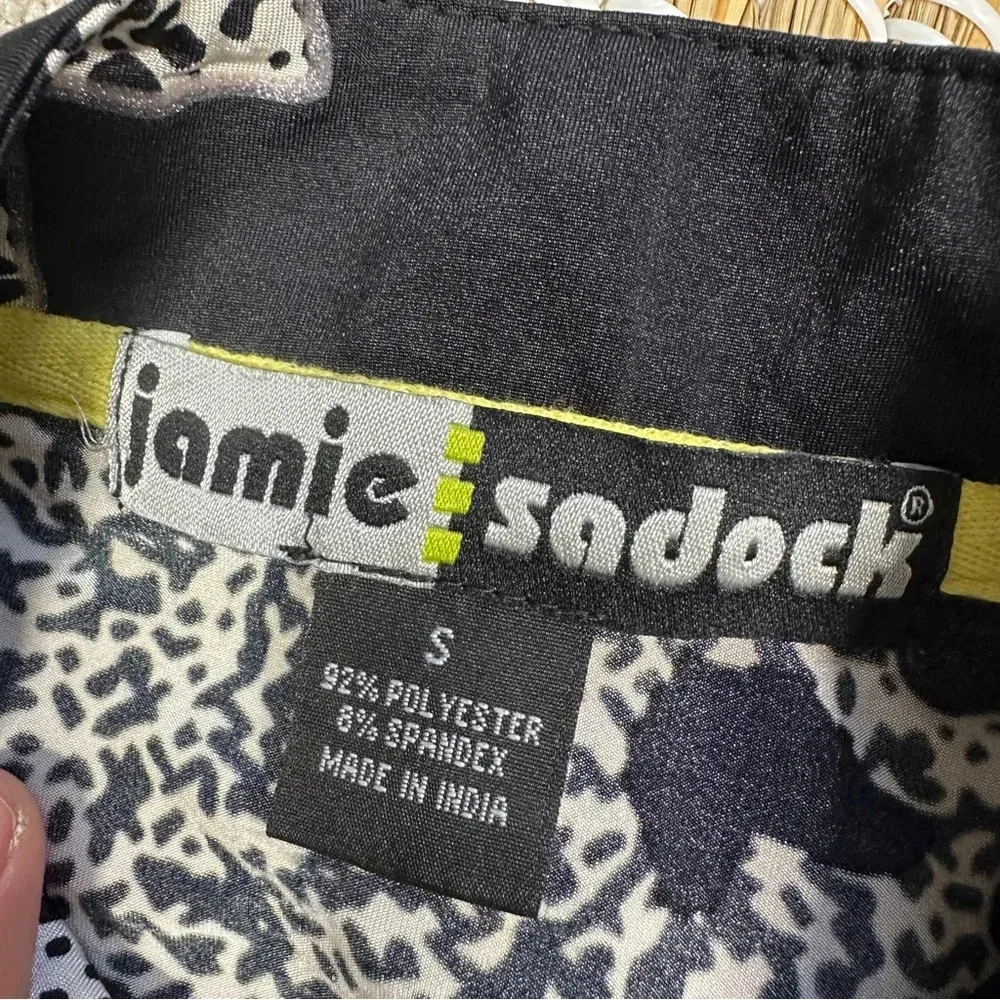 jamie sadock®
S
92% POLYESTER
8% SPANDEX
MADE IN INDIA